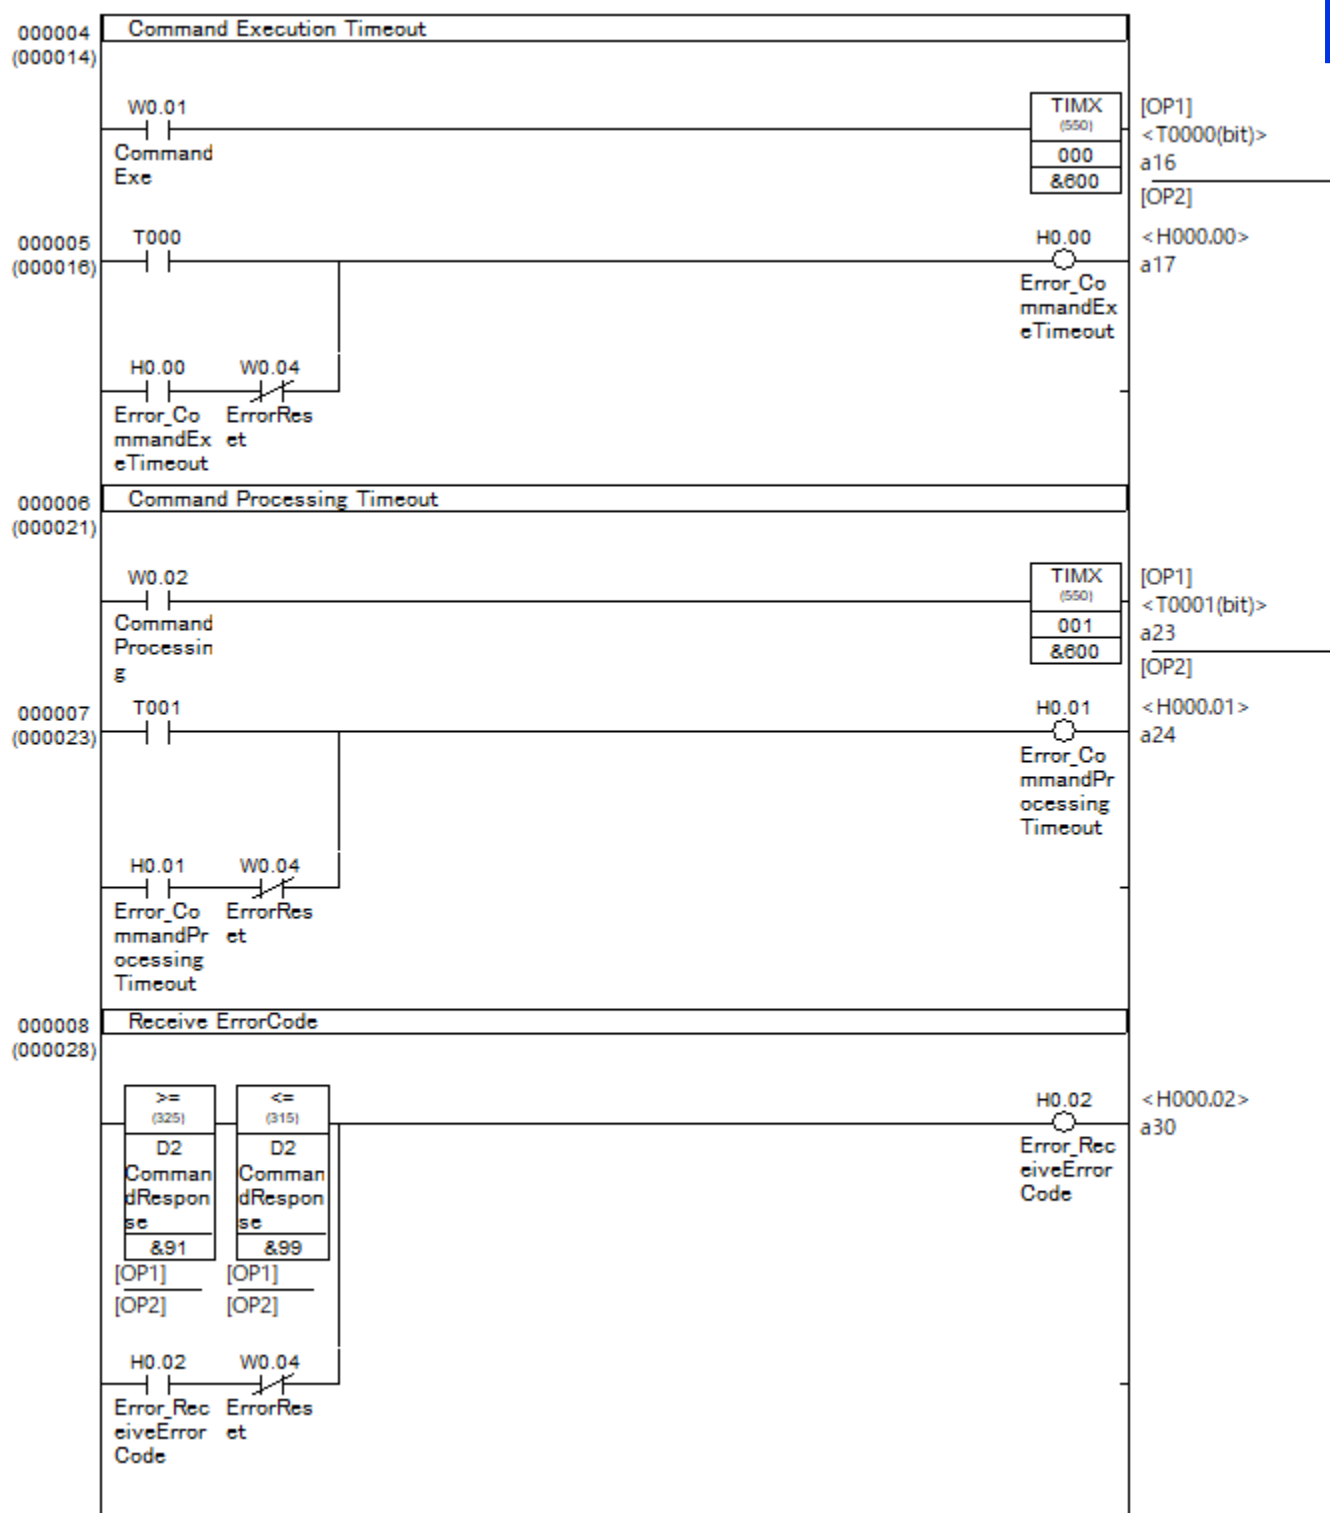 000004
(000014)
Command Execution Timeout
W0.01
Command
Exe
TIMX
(550)
000
&600
[OP1]
<T0000(bit)>
a16
[OP2]
000005
(000016)
T000
H0.00
Error_Co
mmandEx
eTimeout
<H000.00>
a17
H0.00
Error_Co
mmandEx
eTimeout
W0.04
ErrorRes
et
000006
(000021)
Command Processing Timeout
W0.02
Command
Processin
g
TIMX
(550)
001
&600
[OP1]
<T0001(bit)>
a23
[OP2]
000007
(000023)
T001
H0.01
Error_Co
mmandPr
ocessing
Timeout
<H000.01>
a24
H0.01
Error_Co
mmandPr
ocessing
Timeout
W0.04
ErrorRes
et
000008
(000028)
Receive ErrorCode
>=
(325)
D2
Comman
dRespon
se
&91
[OP1]
[OP2]
<=
(315)
D2
Comman
dRespon
se
&99
[OP1]
[OP2]
H0.02
Error_Rec
eiveError
Code
<H000.02>
a30
H0.02
Error_Rec
eiveError
Code
W0.04
ErrorRes
et